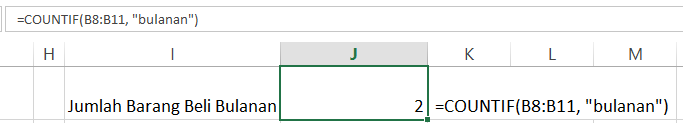 =COUNTIF(B8:B11, "bulanan")
H I J K L M
Jumlah Barang Beli Bulanan 2 =COUNTIF(B8:B11, "bulanan")